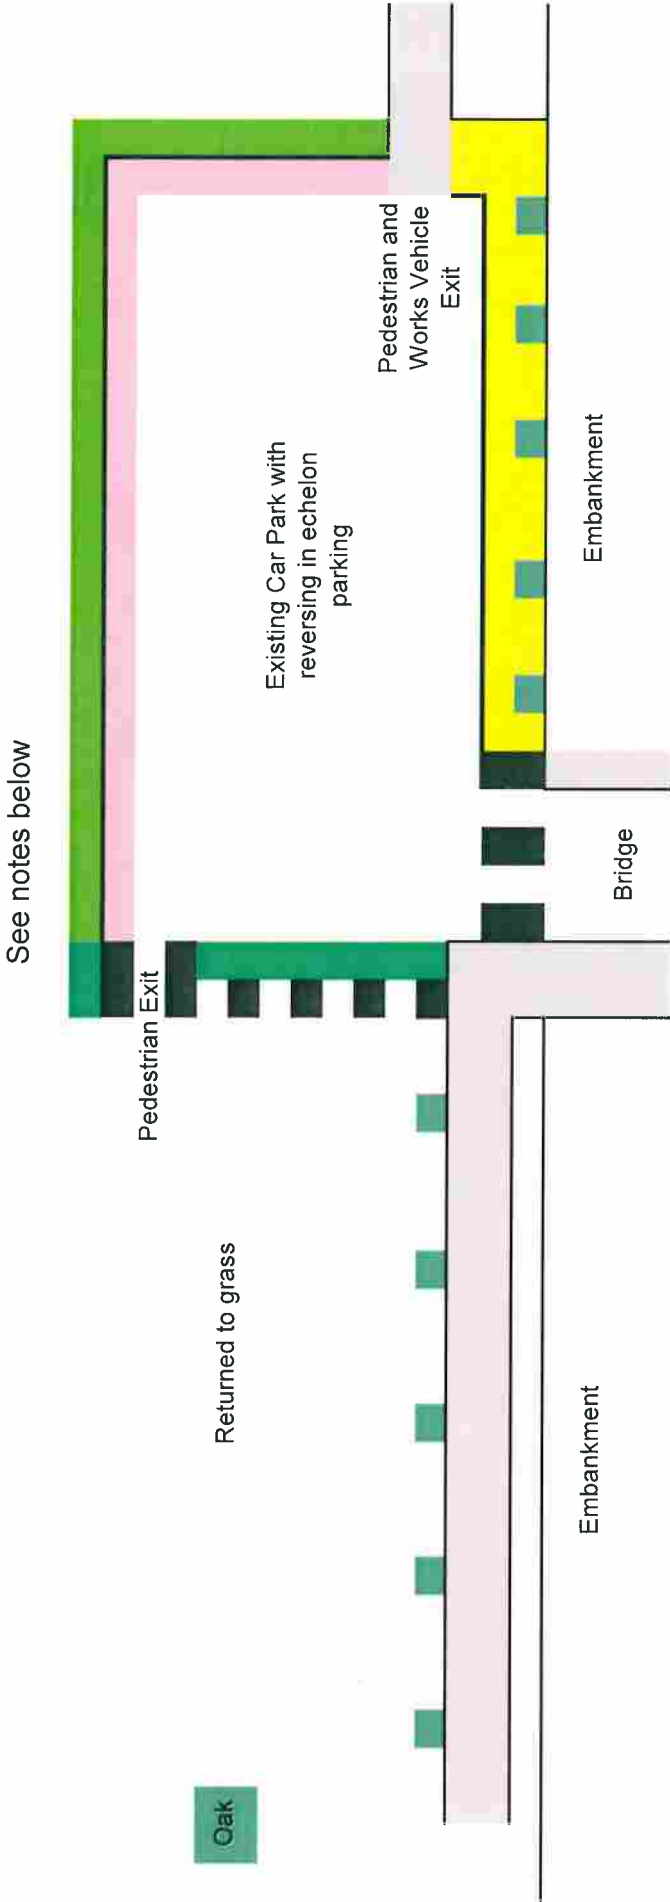 See notes below
Pedestrian Exit
Pedestrian and
Works Vehicle
Exit
Existing Car Park with
reversing in echelon
parking
Returned to grass
Oak
Embankment
Bridge
Embankment